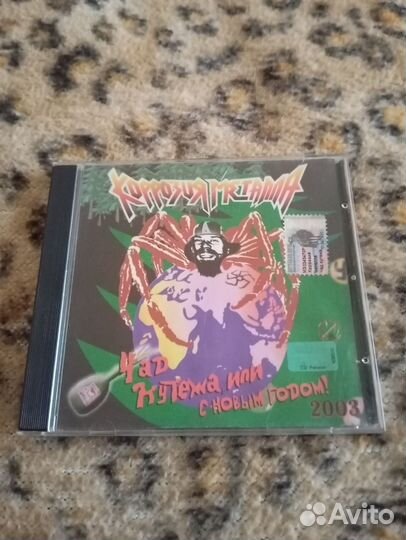 Коррозия Металла
Чад
Кутежа, или
с новым годом!
2003
Avito